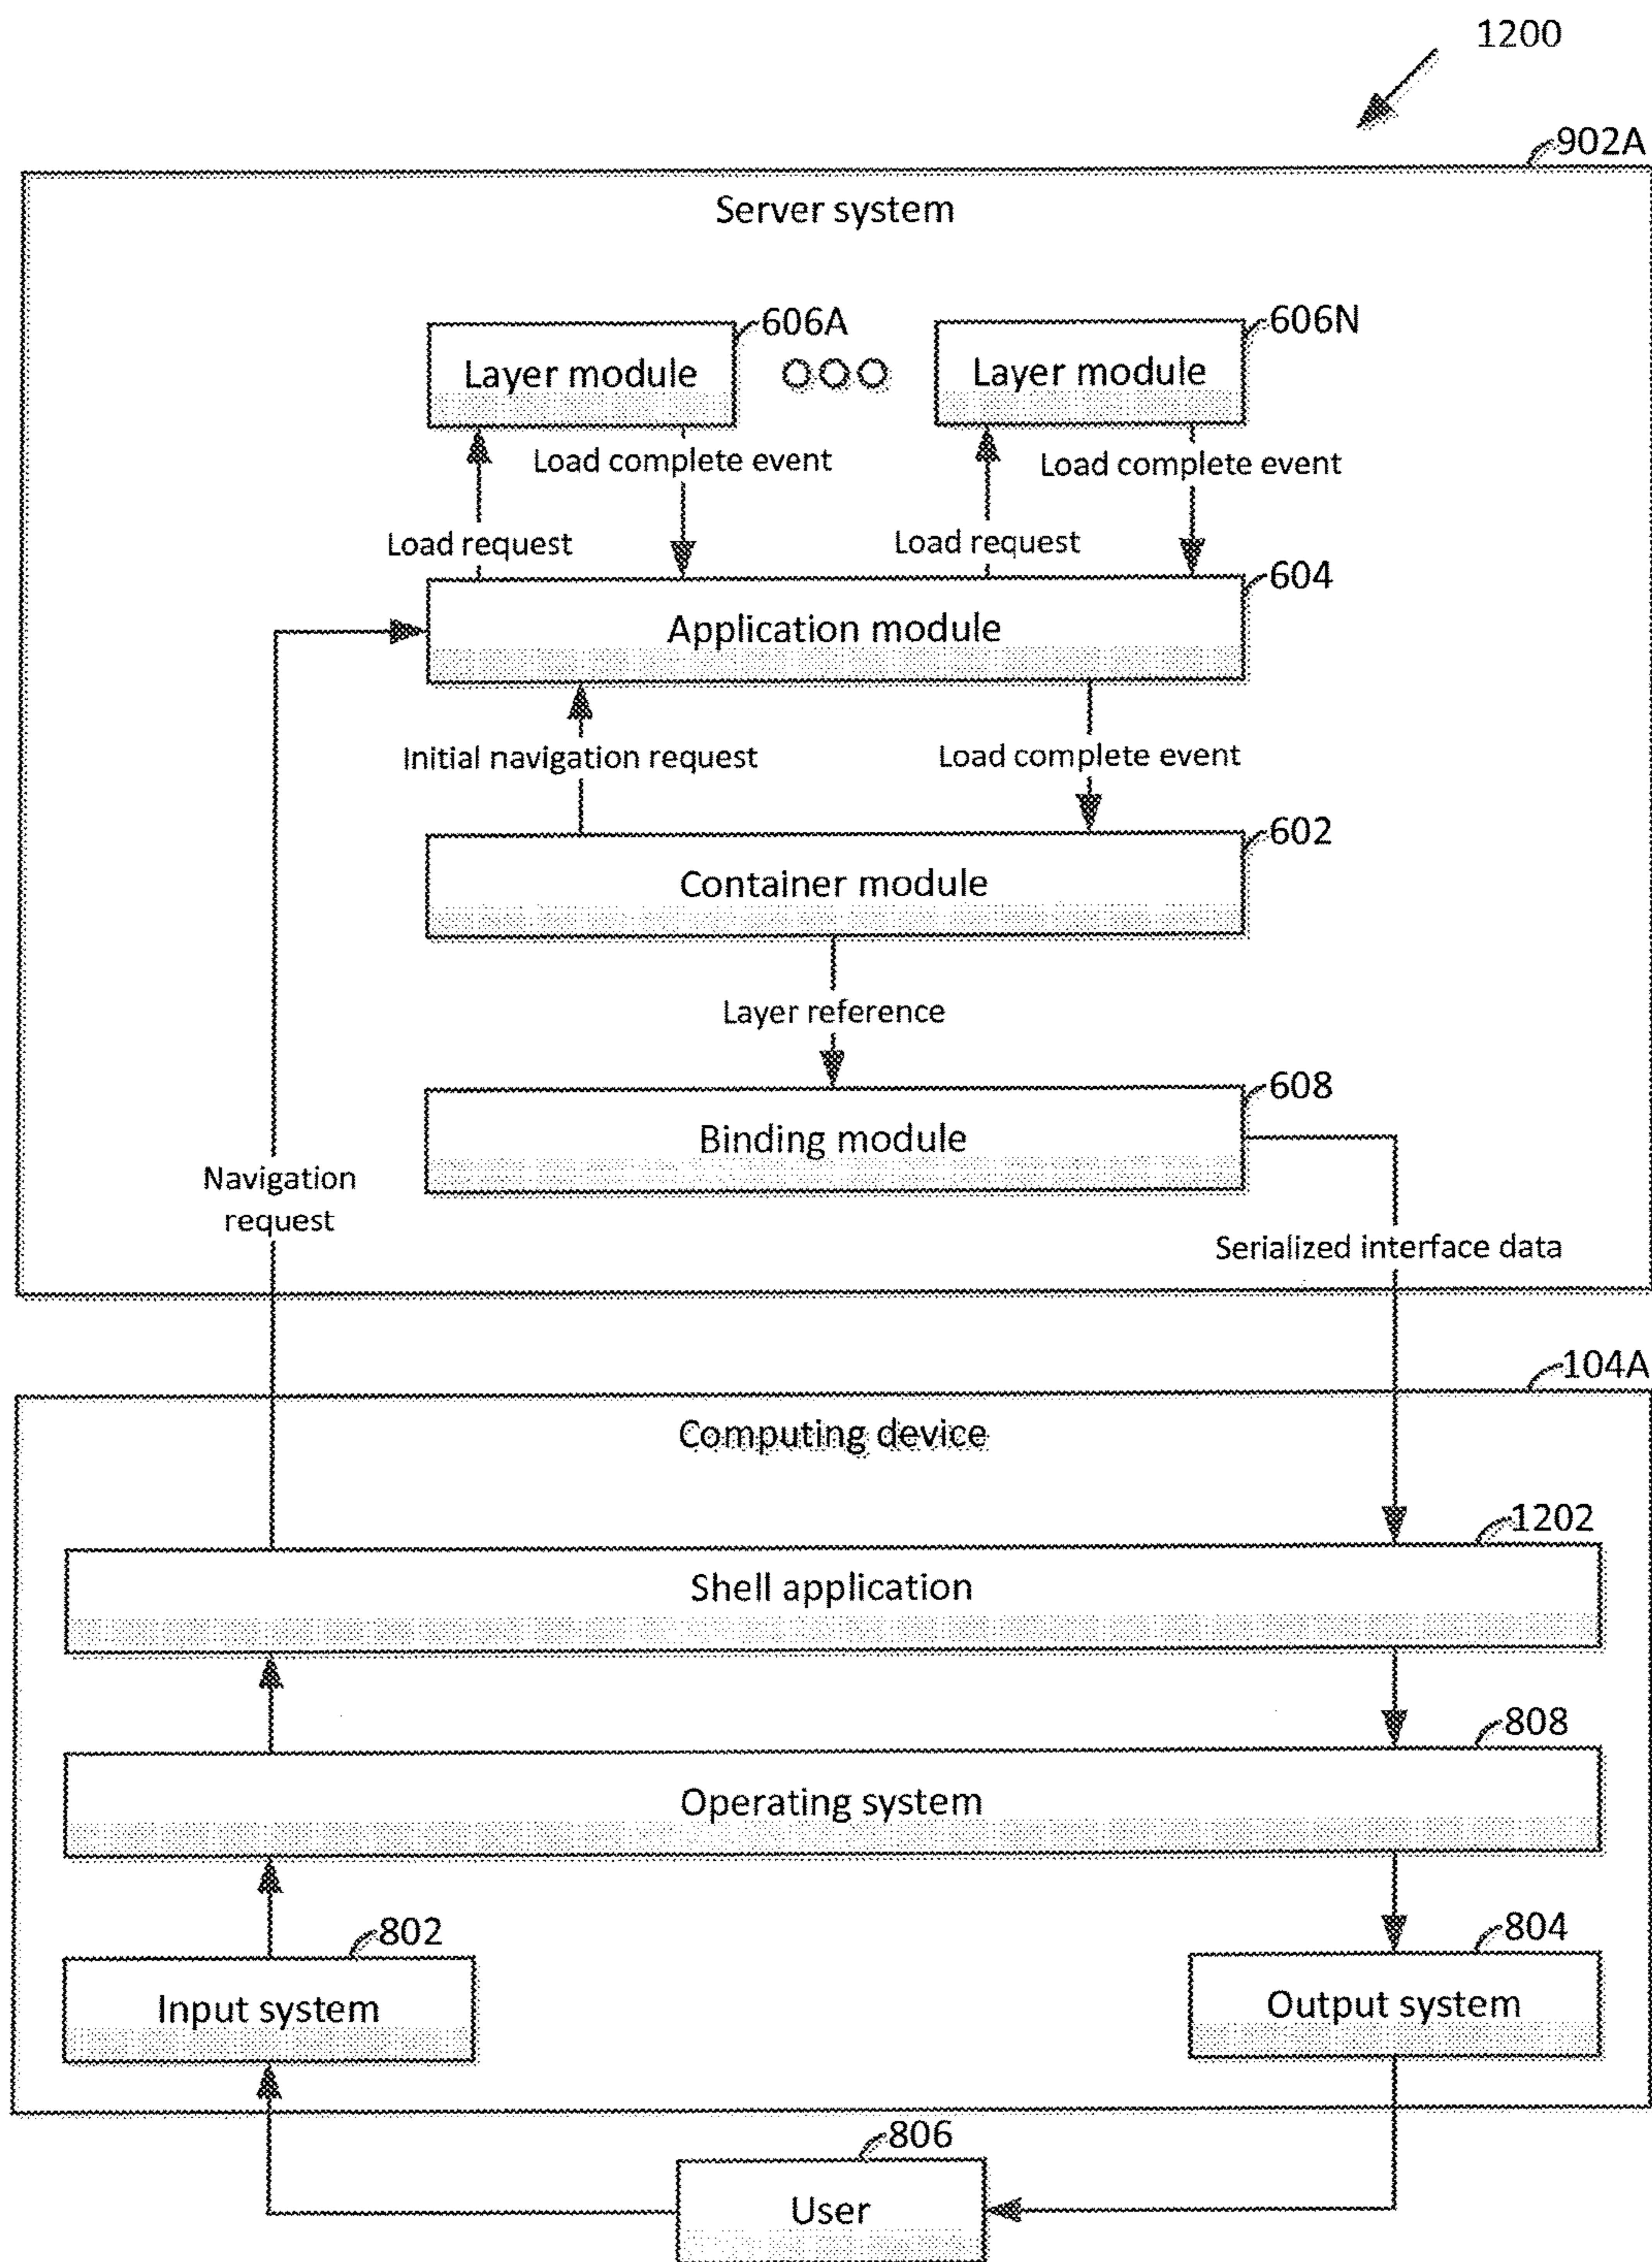 1200
902A
Server system
606A
606N
Layer module
Layer module
Load complete event
Load complete event
Load request
Load request
604
Application module
Initial navigation request
Load complete event
602
Container module
Layer reference
608
Binding module
Navigation
request
Serialized interface data
104A
Computing device
1202
Shell application
808
Operating system
802
804
Input system
Output system
806
User